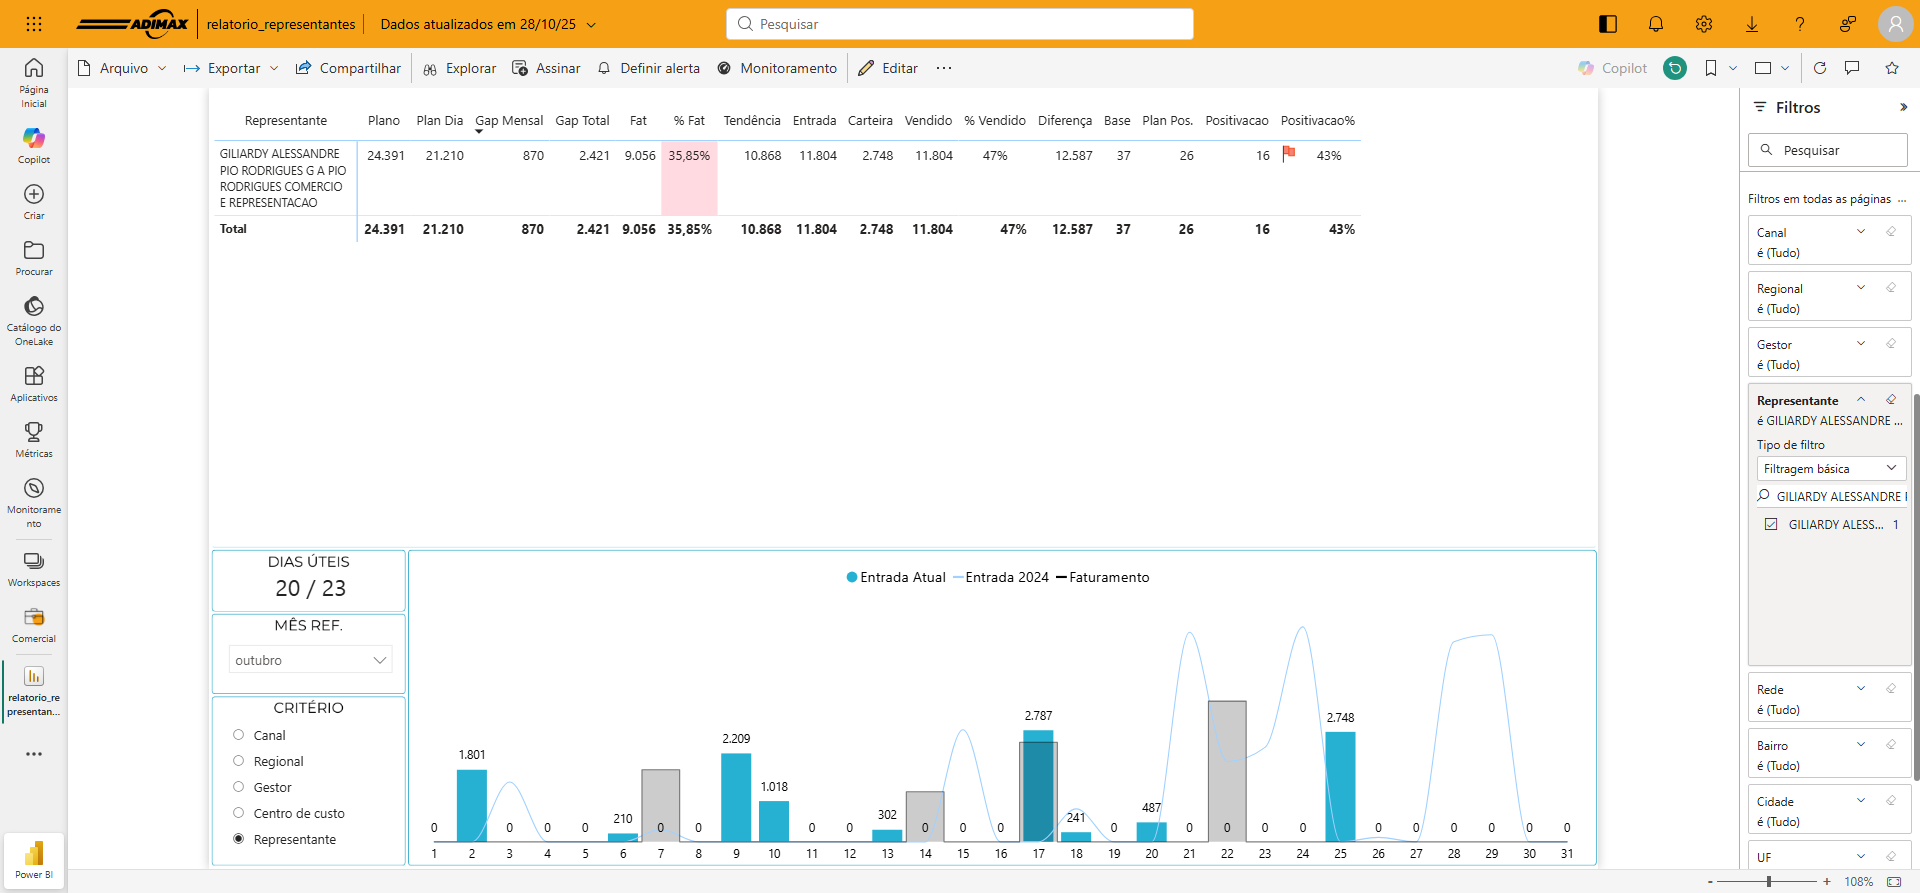 ADIMAX
relatorio_representantes
Dados atualizados em 28/10/25
Pesquisar
Arquivo
Exportar
Compartilhar
Explorar
Assinar
Definir alerta
Monitoramento
Editar
...
Copilot
Página
Inicial
Copilot
Criar
Procurar
Catálogo do
OneLake
Aplicativos
Métricas
Monitorame
nto
Workspaces
Comercial
relatorio_re
presentan...
Power BI
Representante Plano Plan Dia Gap Mensal Gap Total Fat % Fat Tendência Entrada Carteira Vendido % Vendido Diferença Base Plan Pos. Positivacao Positivacao%
GILIARDY ALESSANDRE 24.391 21.210 870 2.421 9.056 35,85% 10.868 11.804 2.748 11.804 47% 12.587 37 26 16 43%
PIO RODRIGUES G A PIO
RODRIGUES COMERCIO
E REPRESENTACAO
Total 24.391 21.210 870 2.421 9.056 35,85% 10.868 11.804 2.748 11.804 47% 12.587 37 26 16 43%
DIAS ÚTEIS
20 / 23
MÊS REF.
outubro
CRITÉRIO
Canal
Regional
Gestor
Centro de custo
Representante
Entrada Atual Entrada 2024 Faturamento
0 1.801 0 0 0 210 0 0 2.209 1.018 0 0 302 0 0 0 2.787 241 0 487 0 0 0 0 2.748 0 0 0 0 0 0
1 2 3 4 5 6 7 8 9 10 11 12 13 14 15 16 17 18 19 20 21 22 23 24 25 26 27 28 29 30 31
Filtros
Pesquisar
Filtros em todas as páginas ...
Canal
é (Tudo)
Regional
é (Tudo)
Gestor
é (Tudo)
Representante
é GILIARDY ALESSANDRE ...
Tipo de filtro
Filtragem básica
GILIARDY ALESSANDRE
GILIARDY ALESS... 1
Rede
é (Tudo)
Bairro
é (Tudo)
Cidade
é (Tudo)
UF
- + 108%